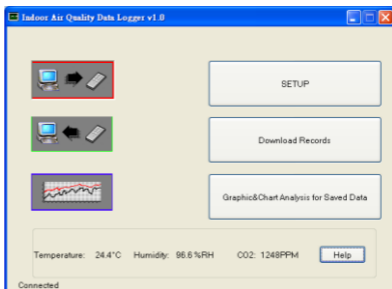 Indoor Air Quality Data Logger v1.0
SETUP
Download Records
Graphic&Chart Analysis for Saved Data
Temperature: 24.4°C Humidity: 96.6%RH CO2: 1248PPM Help
Connected